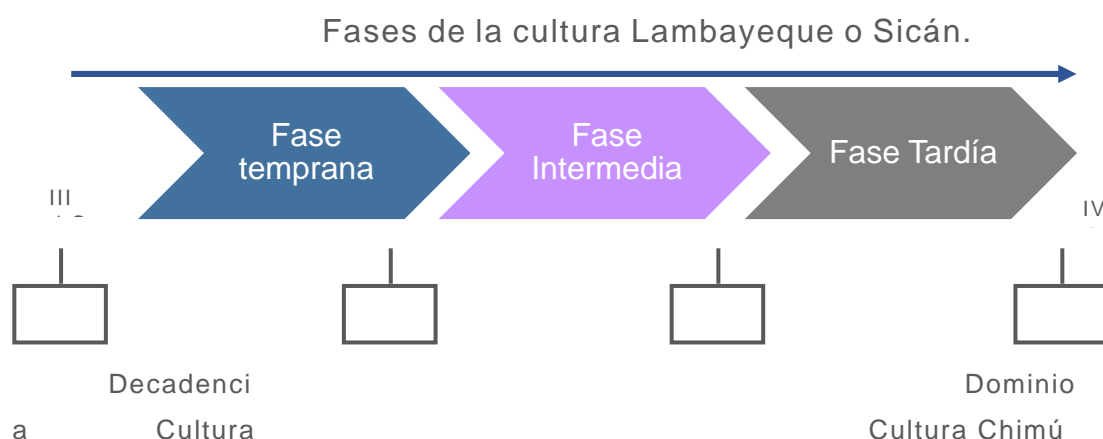 Fases de la cultura Lambayeque o Sicán.
Fase
temprana
Fase
Intermedia
Fase Tardía
III
IV
Decadenci
a Cultura
Dominio
Cultura Chimú